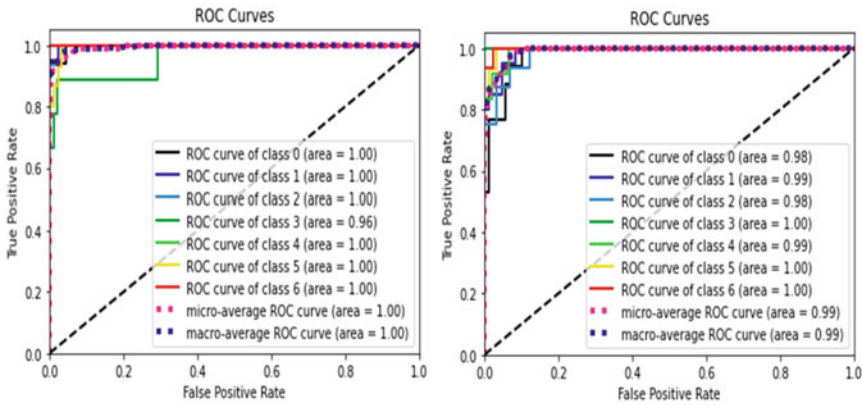 ROC Curves
True Positive Rate
1.0
0.8
0.6
0.4
0.2
0.0
ROC curve of class 0 (area = 1.00)
ROC curve of class 1 (area = 1.00)
ROC curve of class 2 (area = 1.00)
ROC curve of class 3 (area = 0.96)
ROC curve of class 4 (area = 1.00)
ROC curve of class 5 (area = 1.00)
ROC curve of class 6 (area = 1.00)
micro-average ROC curve (area = 1.00)
macro-average ROC curve (area = 1.00)
0.0 0.2 0.4 0.6 0.8 1.0
False Positive Rate
ROC Curves
True Positive Rate
1.0
0.8
0.6
0.4
0.2
0.0
ROC curve of class 0 (area = 0.98)
ROC curve of class 1 (area = 0.99)
ROC curve of class 2 (area = 0.98)
ROC curve of class 3 (area = 1.00)
ROC curve of class 4 (area = 0.99)
ROC curve of class 5 (area = 1.00)
ROC curve of class 6 (area = 1.00)
micro-average ROC curve (area = 0.99)
macro-average ROC curve (area = 0.99)
0.0 0.2 0.4 0.6 0.8 1.0
False Positive Rate